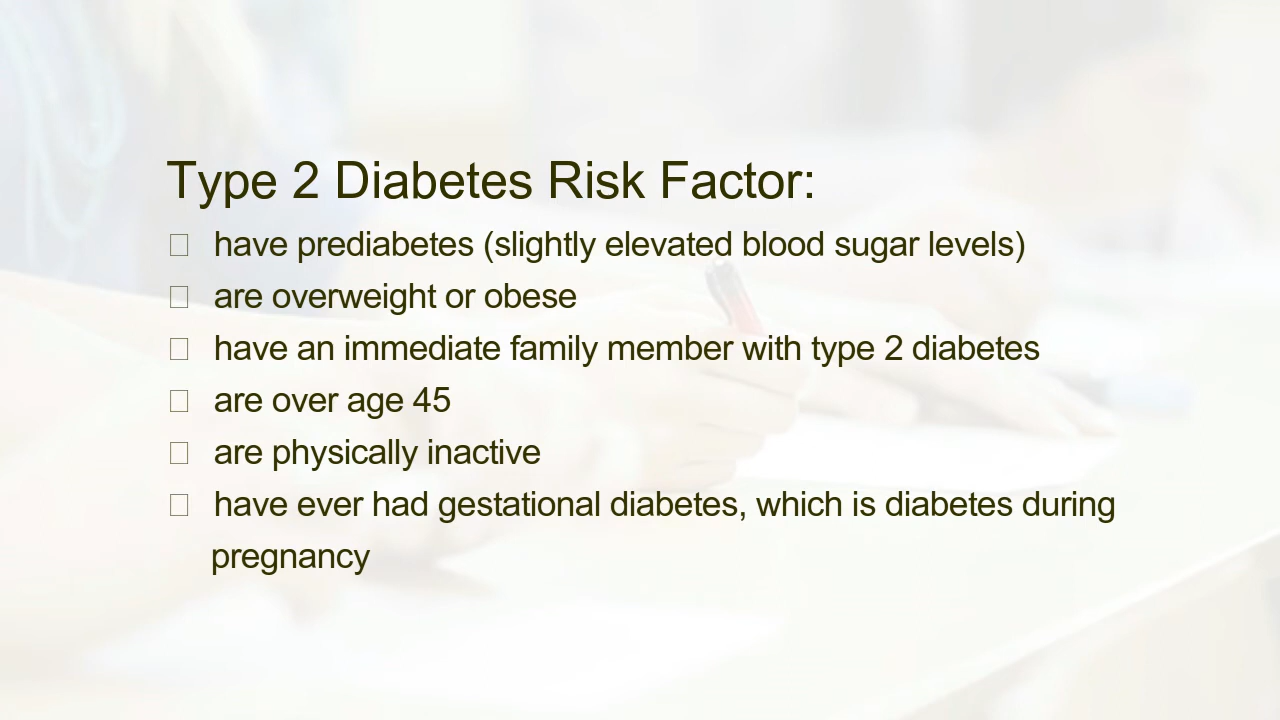 Type 2 Diabetes Risk Factor:
□ have prediabetes (slightly elevated blood sugar levels)
□ are overweight or obese
□ have an immediate family member with type 2 diabetes
□ are over age 45
□ are physically inactive
□ have ever had gestational diabetes, which is diabetes during
pregnancy